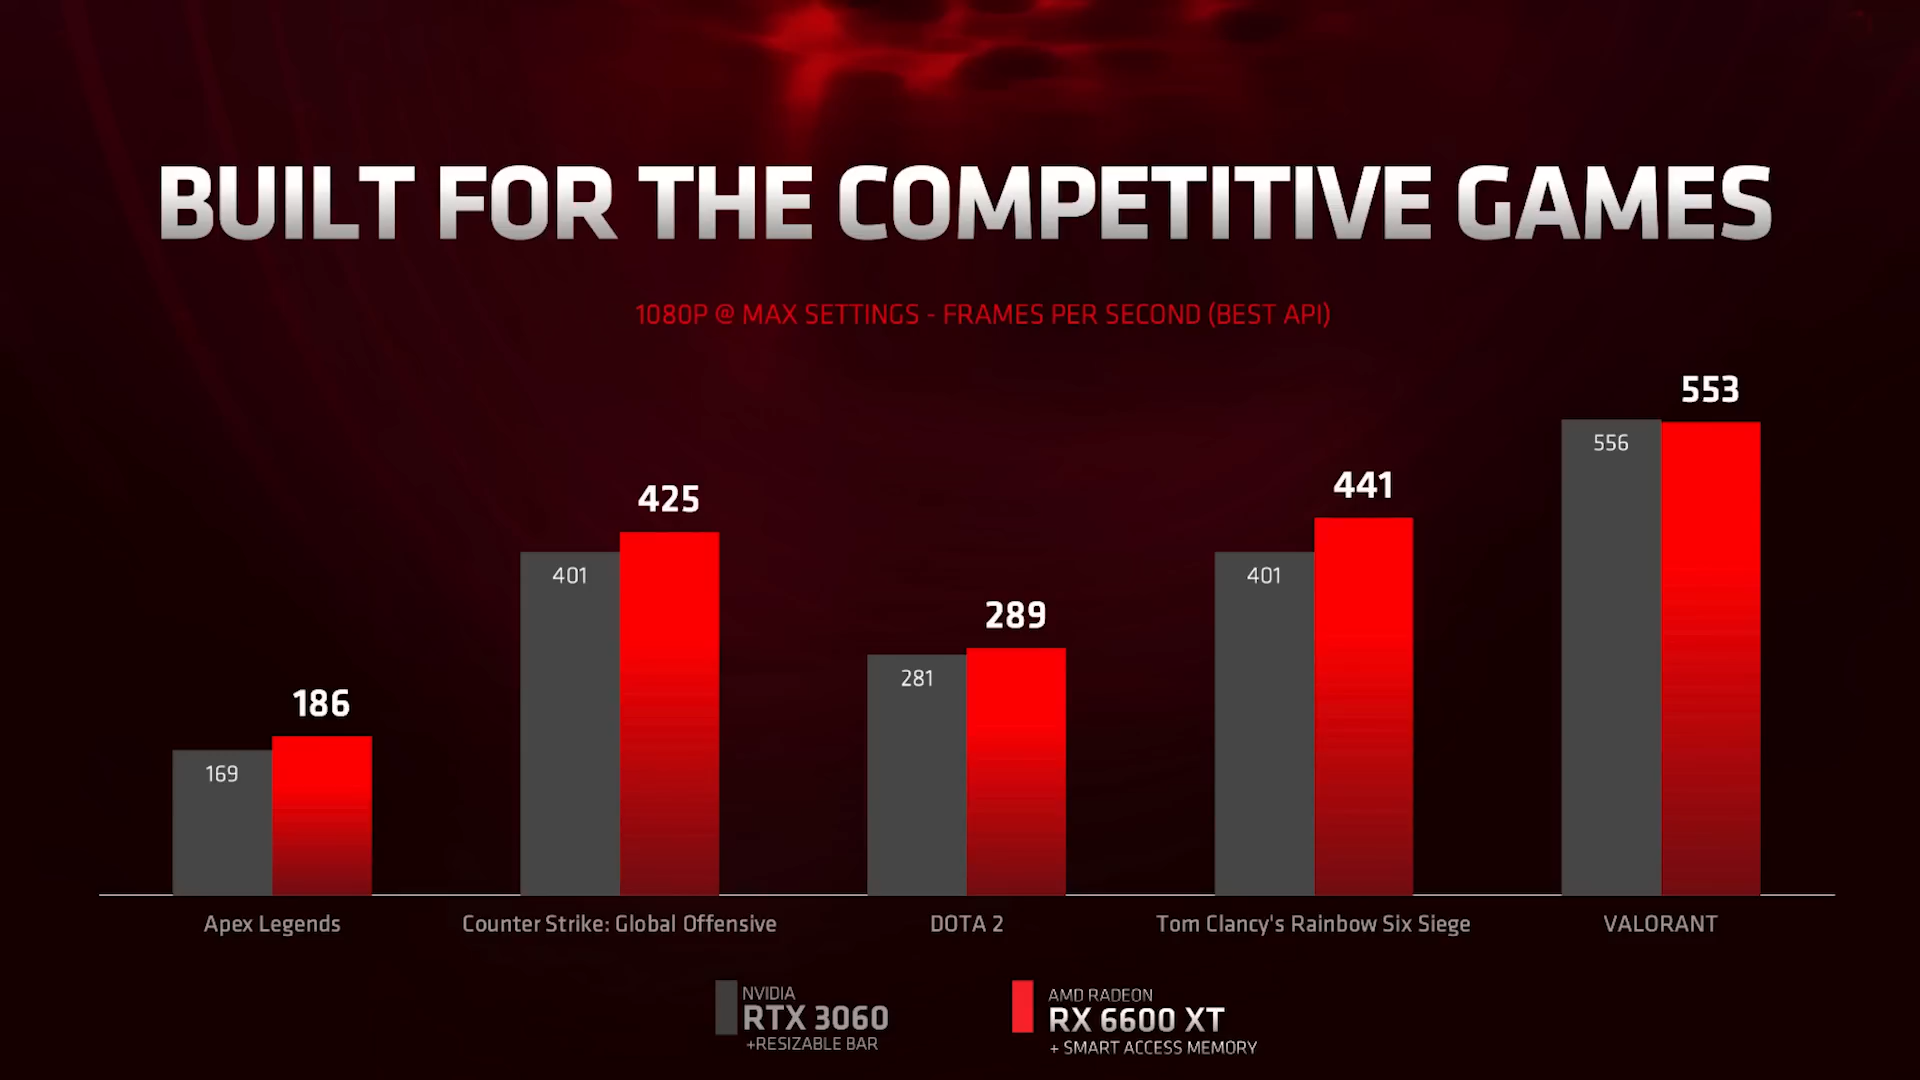 BUILT FOR THE COMPETITIVE GAMES
1080P @ MAX SETTINGS - FRAMES PER SECOND (BEST API)
169
186
401
425
281
289
401
441
556
553
Apex Legends
Counter Strike: Global Offensive
DOTA 2
Tom Clancy's Rainbow Six Siege
VALORANT
NVIDIA
RTX 3060
+RESIZABLE BAR
AMD RADEON
RX 6600 XT
+ SMART ACCESS MEMORY